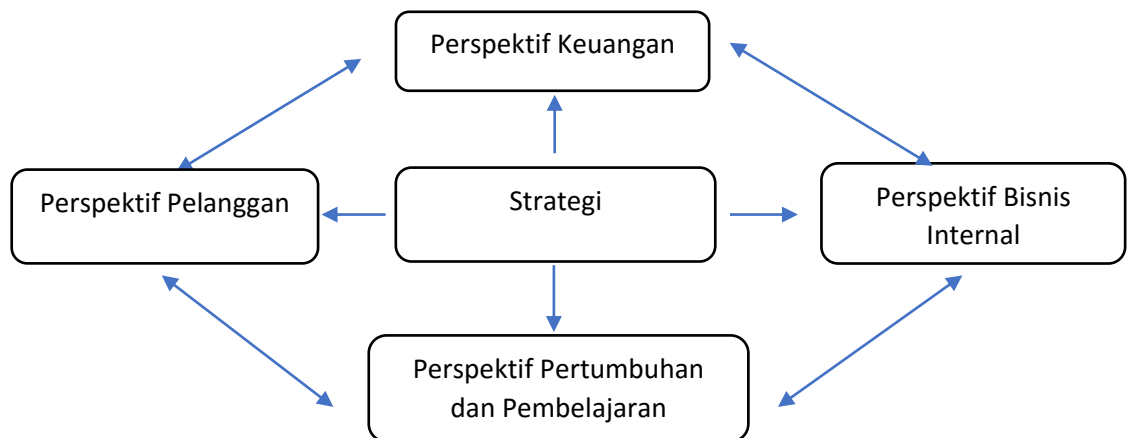 Perspektif Keuangan
Perspektif Pelanggan
Strategi
Perspektif Bisnis
Internal
Perspektif Pertumbuhan
dan Pembelajaran